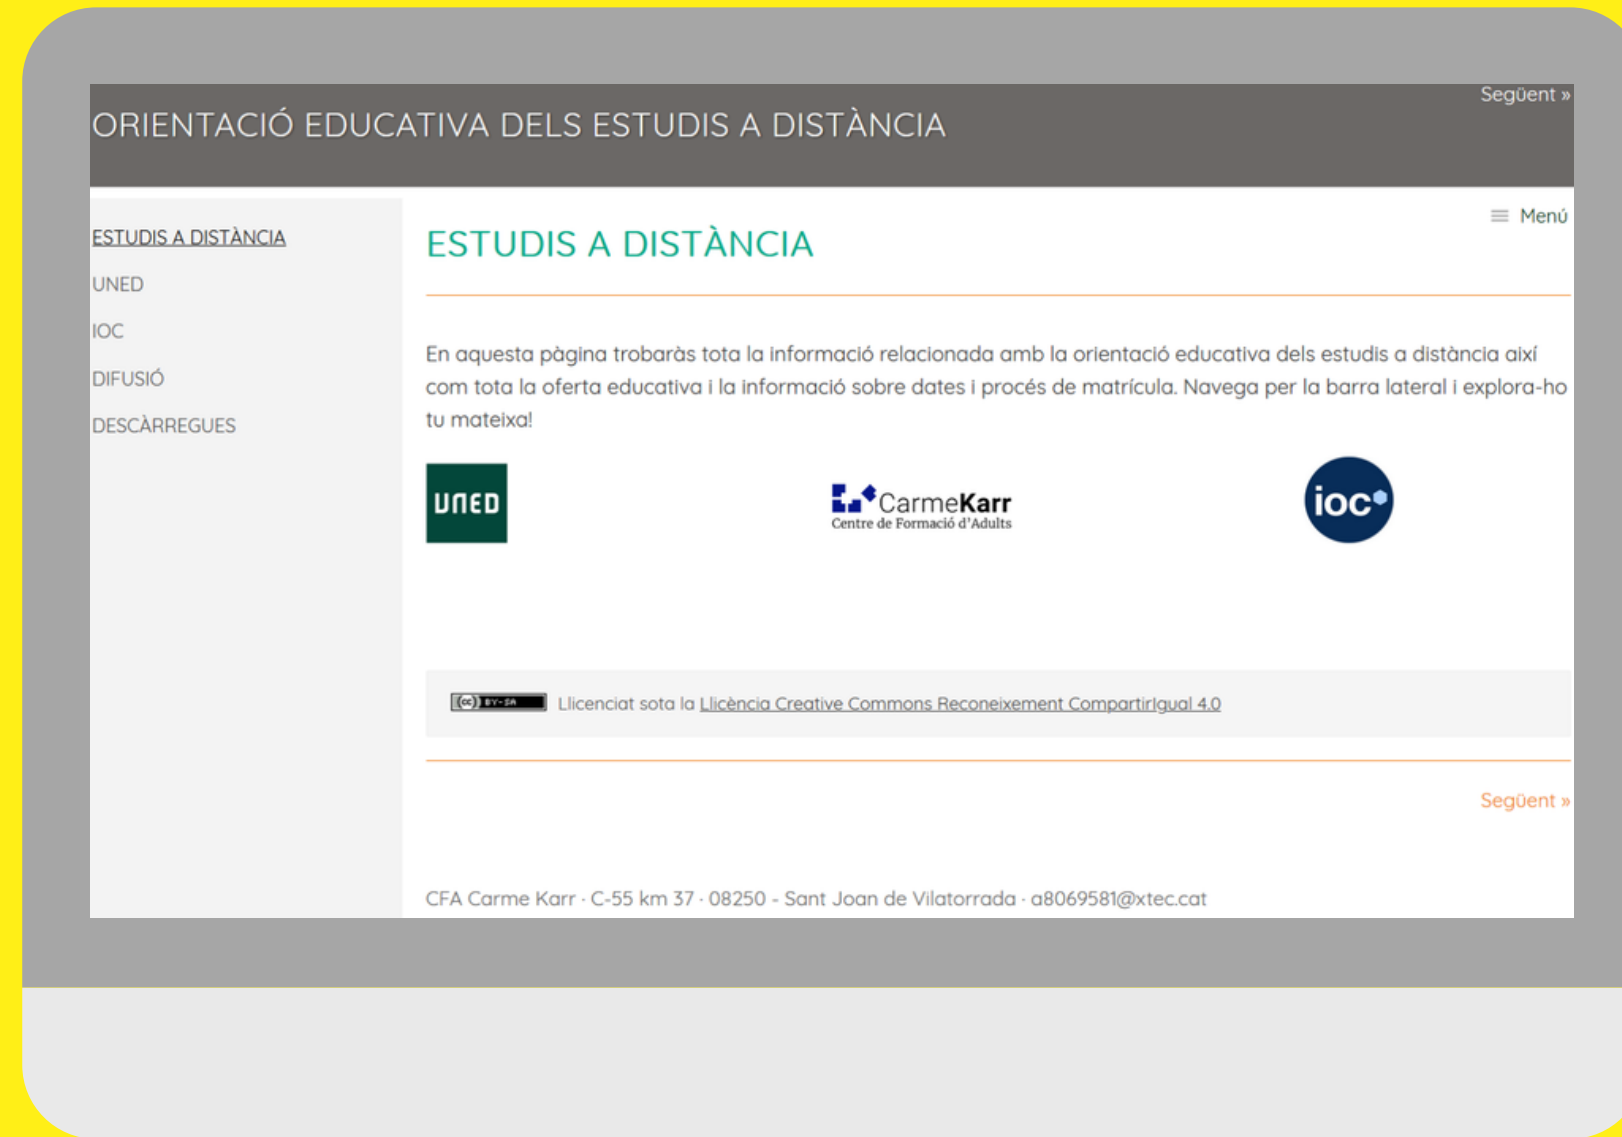 Següent »
ORIENTACIÓ EDUCATIVA DELS ESTUDIS A DISTÀNCIA
ESTUDIS A DISTÀNCIA
UNED
IOC
DIFUSIÓ
DESCÀRREGUES
Menú
ESTUDIS A DISTÀNCIA
En aquesta pàgina trobaràs tota la informació relacionada amb la orientació educativa dels estudis a distància així
com tota la oferta educativa i la informació sobre dates i procés de matrícula. Navega per la barra lateral i explora-ho
tu mateixa!
UNED
CarmeKarr
Centre de Formació d'Adults
ioc
(cc) BY-SA Llicenciat sota la Llicència Creative Commons Reconeixement CompartirIgual 4.0
Següent »
CFA Carme Karr · C-55 km 37 · 08250 - Sant Joan de Vilatorrada · a8069581@xtec.cat